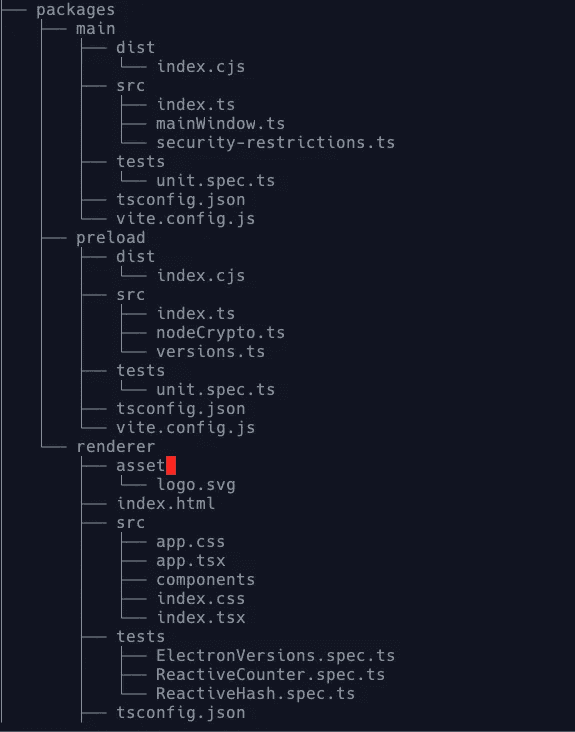 packages
main
dist
index.cjs
src
index.ts
mainWindow.ts
security-restrictions.ts
tests
unit.spec.ts
tsconfig.json
vite.config.js
preload
dist
index.cjs
src
index.ts
nodeCrypto.ts
versions.ts
tests
unit.spec.ts
tsconfig.json
vite.config.js
renderer
asset
logo.svg
index.html
src
app.css
app.tsx
components
index.css
index.tsx
tests
ElectronVersions.spec.ts
ReactiveCounter.spec.ts
ReactiveHash.spec.ts
tsconfig.json